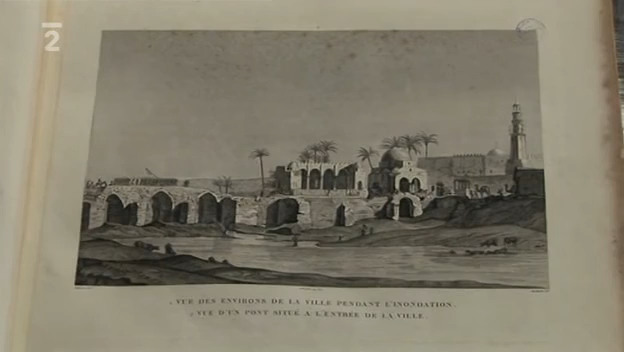 2
1. VUE DES ENVIRONS DE LA VILLE PENDANT L'INONDATION.
2. VUE D'UN PONT SITUÉ A L'ENTRÉE DE LA VILLE.